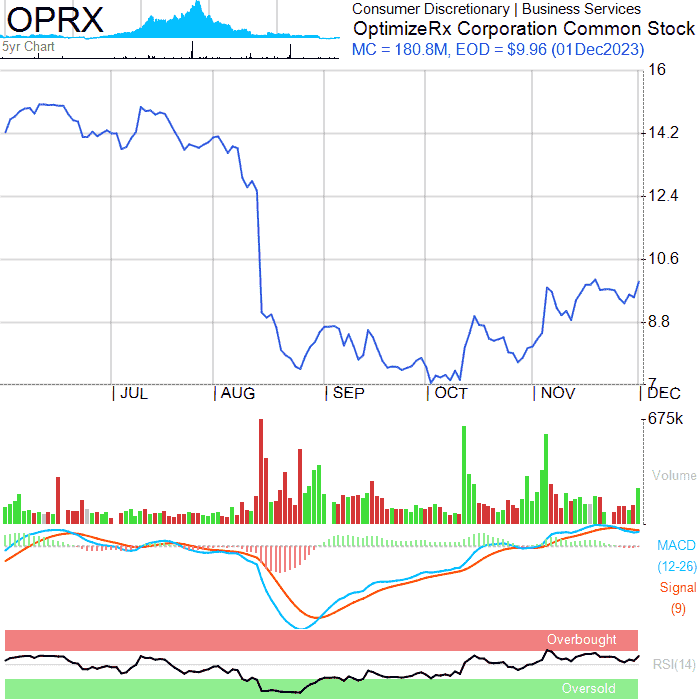 OPRX
5yr Chart
Consumer Discretionary | Business Services
OptimizeRx Corporation Common Stock
MC = 180.8M, EOD = $9.96 (01Dec2023)
16
14.2
12.4
10.6
8.8
7
JUL
AUG
SEP
OCT
NOV
DEC
675k
Volume
MACD
(12-26)
Signal
(9)
Overbought
RSI(14)
Oversold